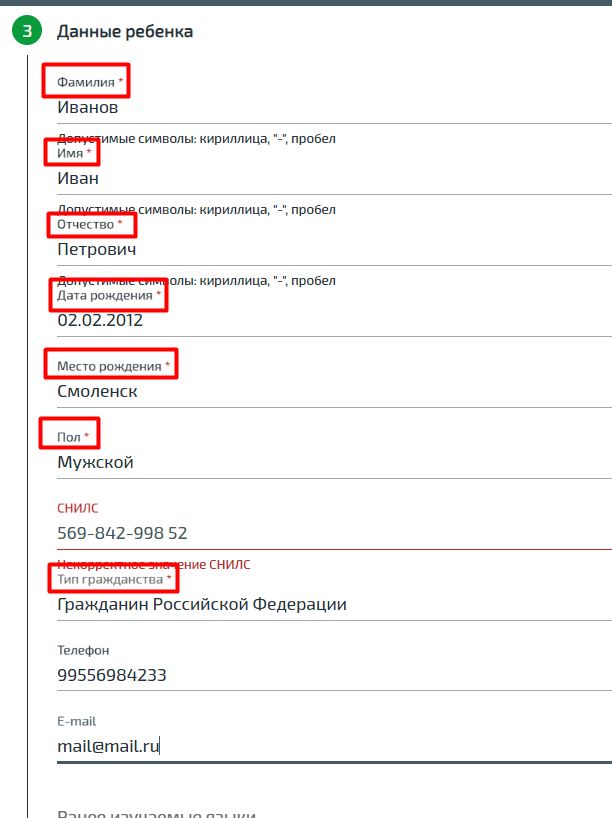 3 Данные ребенка
Фамилия *
Иванов
Допустимые символы: кириллица, "-", пробел
Имя *
Иван
Допустимые символы: кириллица, "-", пробел
Отчество *
Петрович
Допустимые символы: кириллица, "-", пробел
Дата рождения *
02.02.2012
Место рождения *
Смоленск
Пол *
Мужской
СНИЛС
569-842-998 52
Некорректное значение СНИЛС
Тип гражданства *
Гражданин Российской Федерации
Телефон
99556984233
E-mail
mail@mail.ru
Ранее изучаемые языки